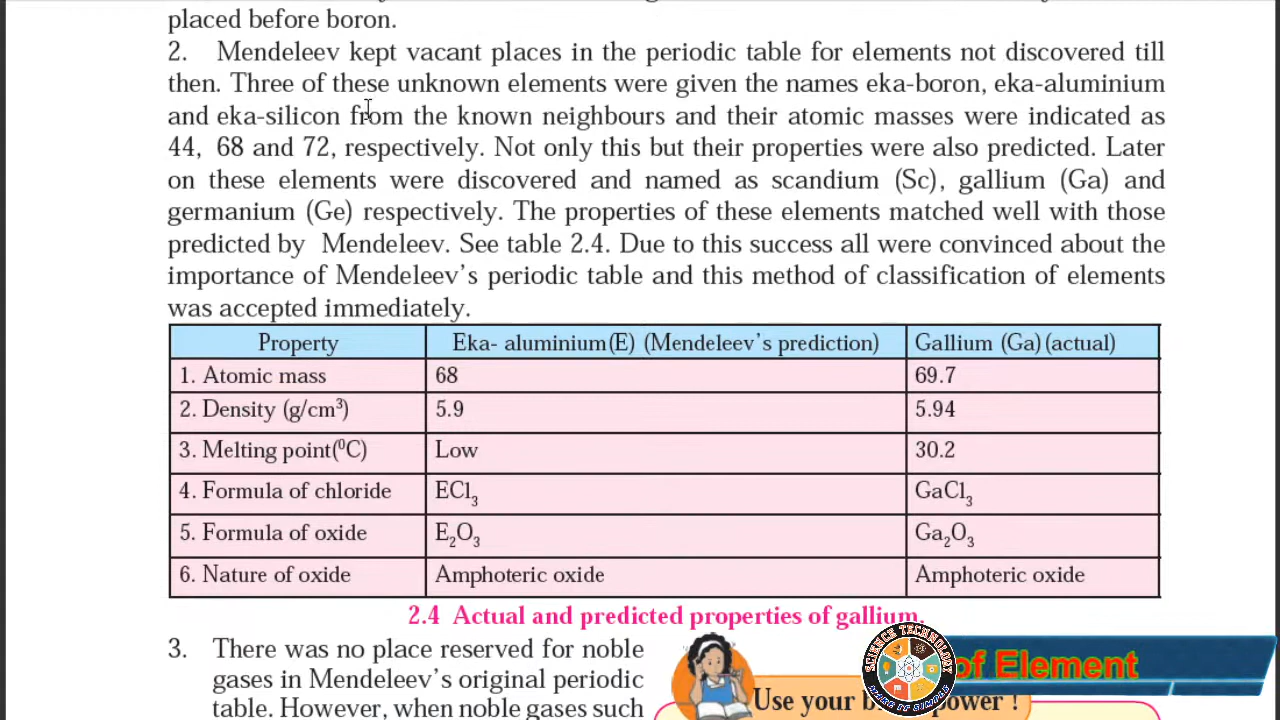 placed before boron.
2. Mendeleev kept vacant places in the periodic table for elements not discovered till
then. Three of these unknown elements were given the names eka-boron, eka-aluminium
and eka-silicon from the known neighbours and their atomic masses were indicated as
44, 68 and 72, respectively. Not only this but their properties were also predicted. Later
on these elements were discovered and named as scandium (Sc), gallium (Ga) and
germanium (Ge) respectively. The properties of these elements matched well with those
predicted by Mendeleev. See table 2.4. Due to this success all were convinced about the
importance of Mendeleev's periodic table and this method of classification of elements
was accepted immediately.
Property Eka- aluminium(E) (Mendeleev's prediction) Gallium (Ga)(actual)
1. Atomic mass 68 69.7
2. Density (g/cm³) 5.9 5.94
3. Melting point(⁰C) Low 30.2
4. Formula of chloride ECl₃ GaCl₃
5. Formula of oxide E₂O₃ Ga₂O₃
6. Nature of oxide Amphoteric oxide Amphoteric oxide
2.4 Actual and predicted properties of gallium.
3. There was no place reserved for noble
gases in Mendeleev's original periodic
table. However, when noble gases such
Use your power !
SCIENCE TECHNOLOGY
MAKE IT SIMPLE
of Element